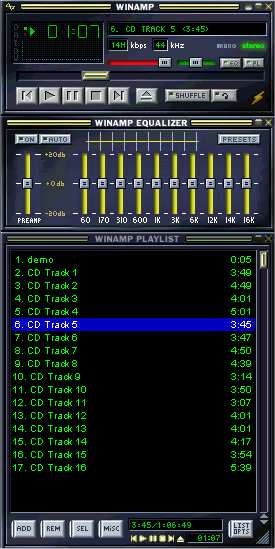 WINAMP
01:07
6. CD TRACK 5 (3:45)
14H kbps 44 kHz mono stereo
EQ PL
SHUFFLE
WINAMP EQUALIZER
ON AUTO PRESETS
+20db +20db
+0db +0db
-20db -20db
PREAMP 60 170 310 600 1K 3K 6K 12K 14K 16K
WINAMP PLAYLIST
1. demo 0:05
2. CD Track 1 3:49
3. CD Track 2 4:49
4. CD Track 3 4:01
5. CD Track 4 5:01
6. CD Track 5 3:45
7. CD Track 6 3:47
8. CD Track 7 4:50
9. CD Track 8 4:39
10. CD Track 9 3:14
11. CD Track 10 3:50
12. CD Track 11 3:07
13. CD Track 12 4:01
14. CD Track 13 4:01
15. CD Track 14 4:17
16. CD Track 15 3:54
17. CD Track 16 5:39
ADD REM SEL MISC 3:45/1:06:49 LIST OPTS
01:07